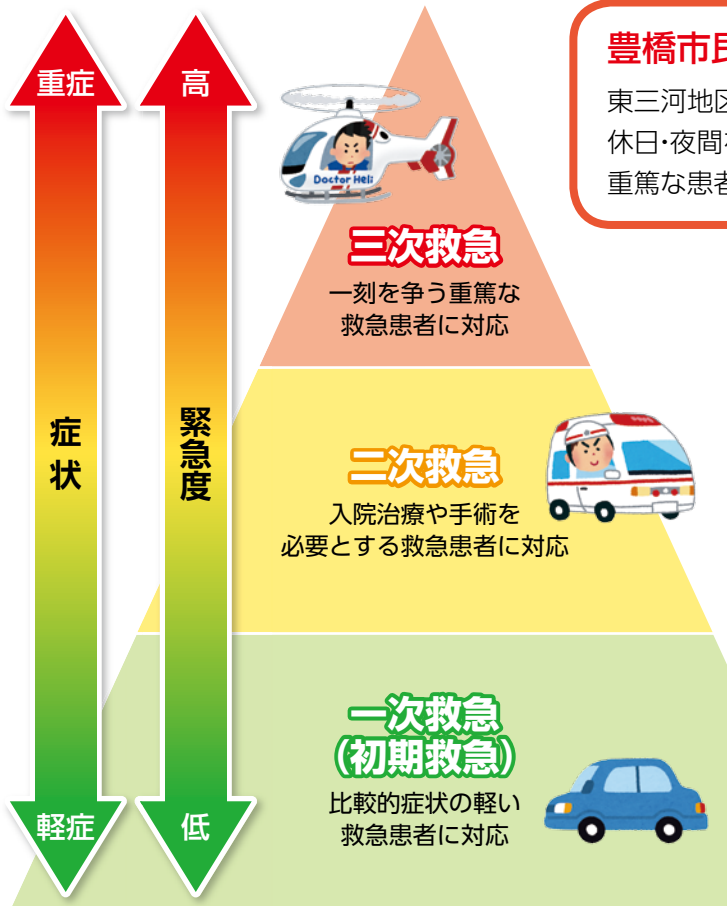 重症
高
症状
緊急度
軽症
低
Doctor Heli
三次救急
一刻を争う重篤な
救急患者に対応
二次救急
入院治療や手術を
必要とする救急患者に対応
一次救急
(初期救急)
比較的症状の軽い
救急患者に対応
豊橋市民
東三河地区
休日・夜間
重篤な患者